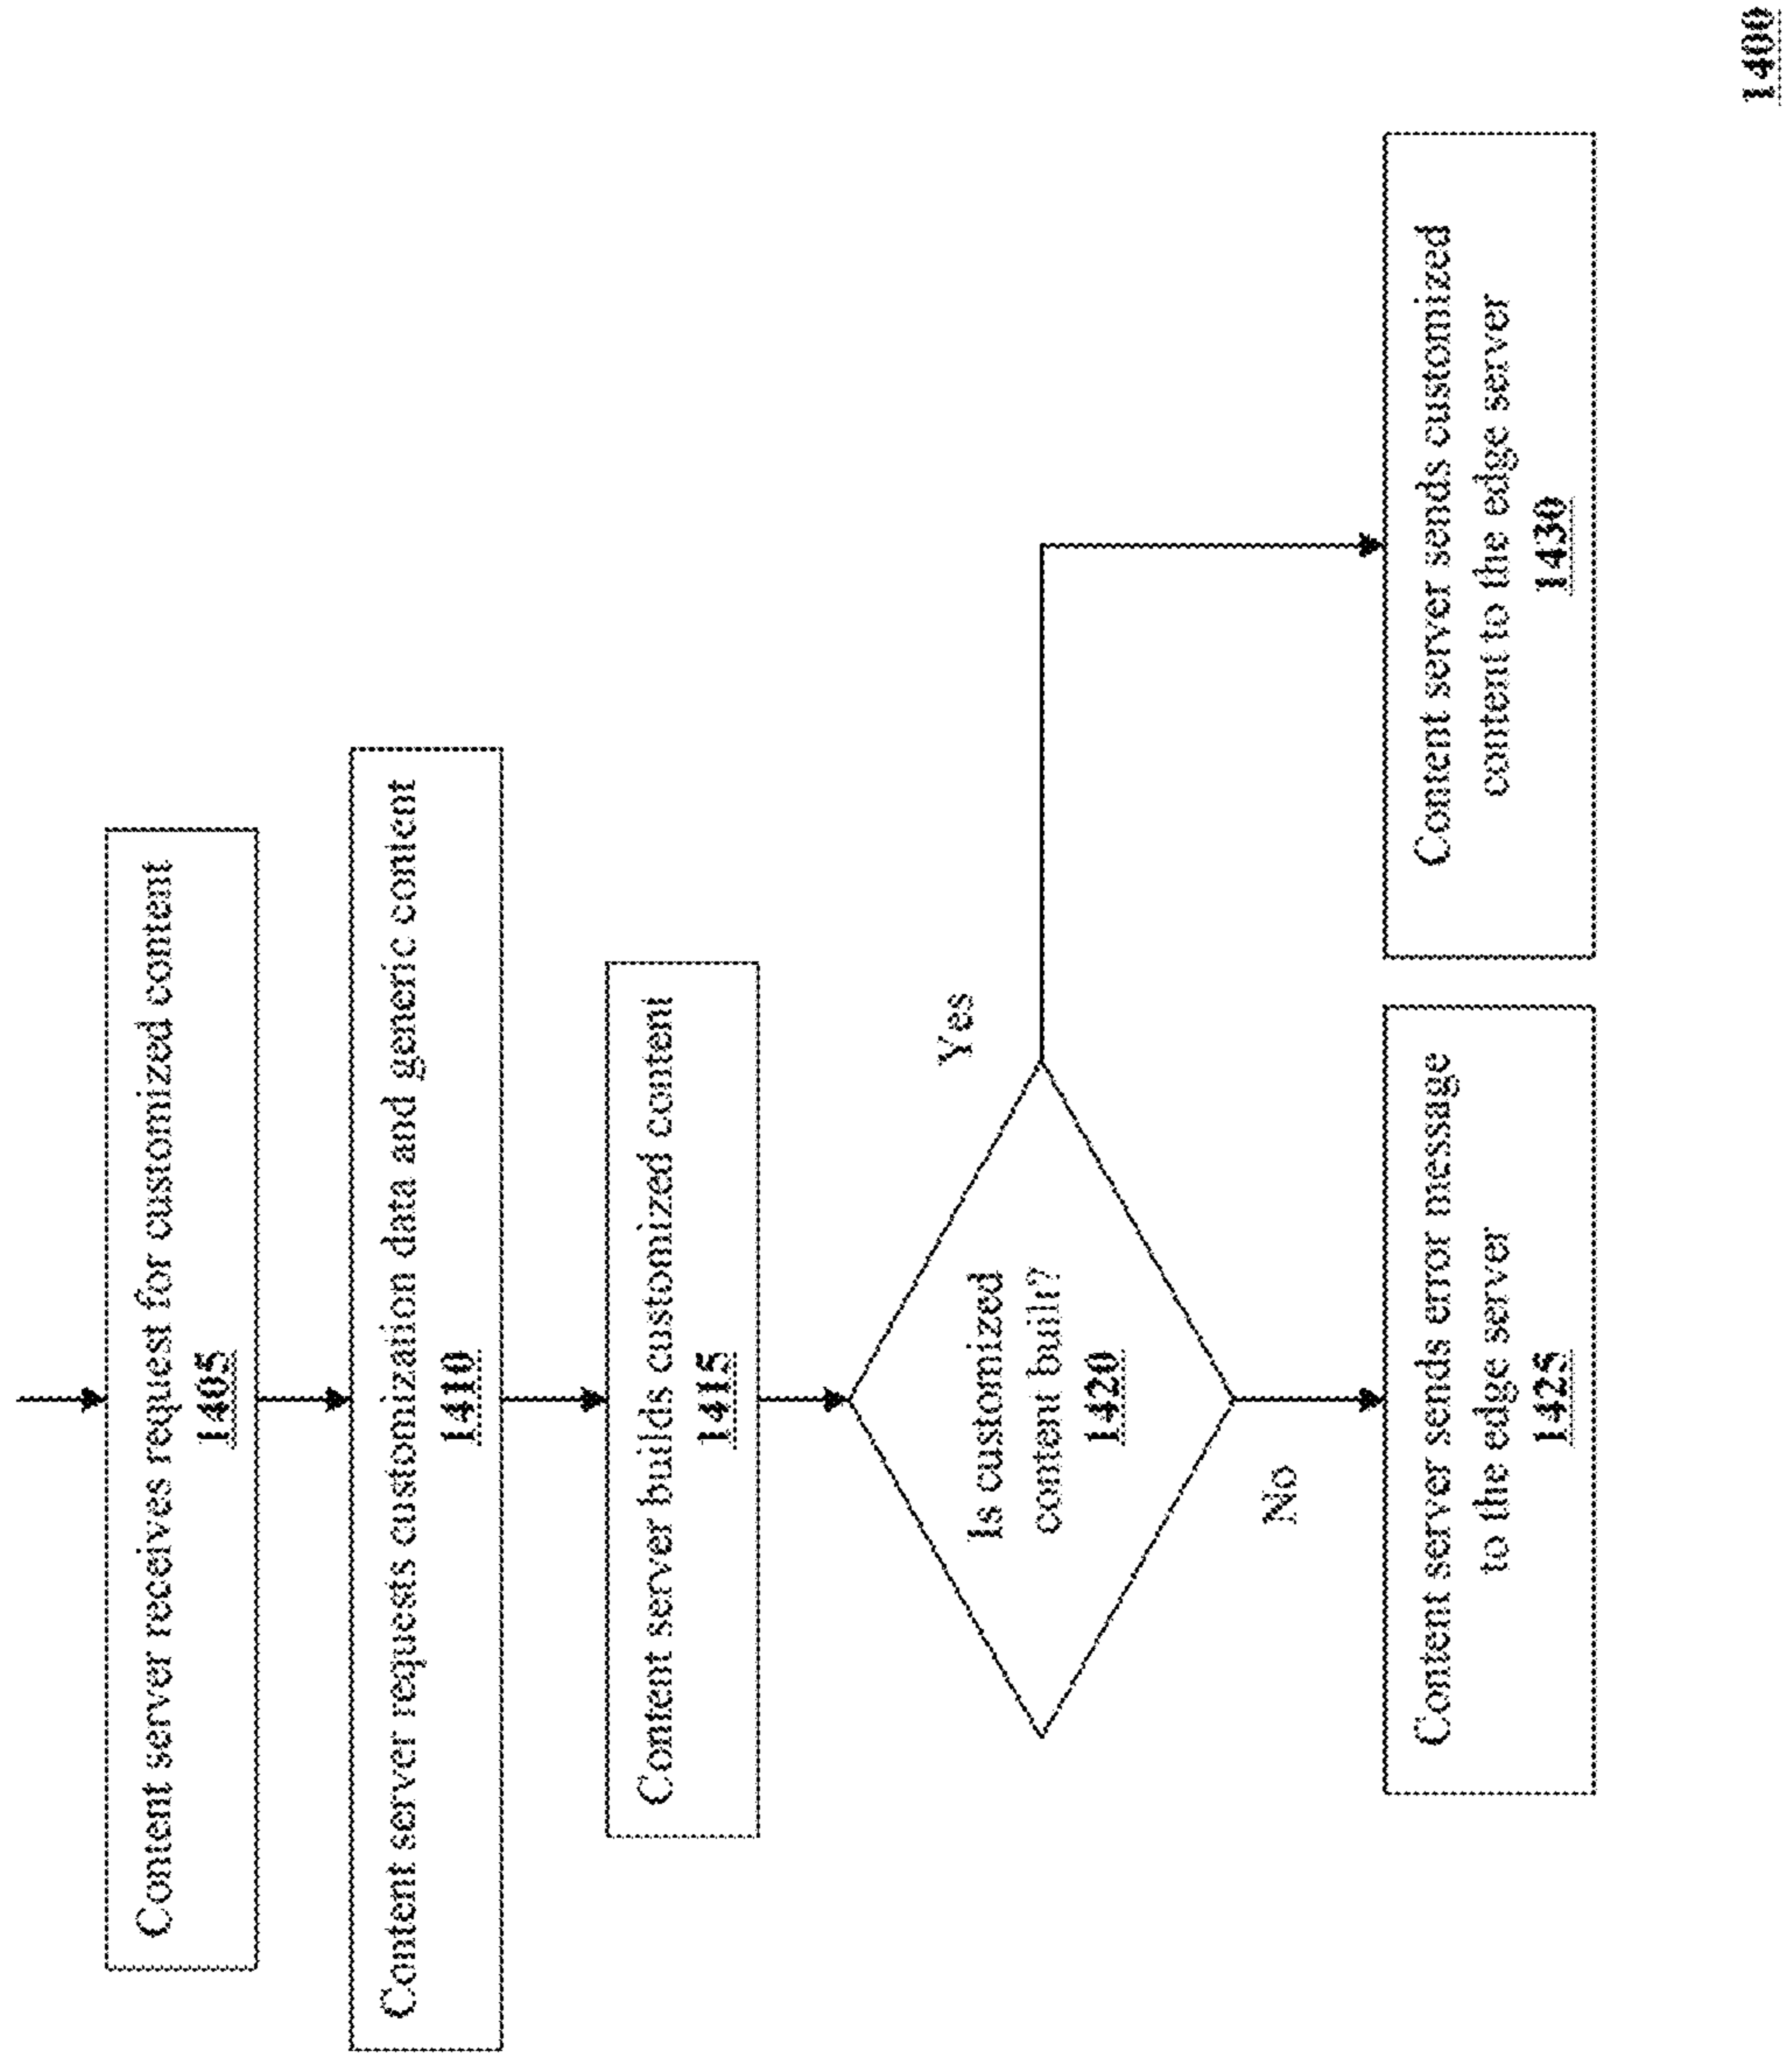 Content server receives request for customized content
1405
Content server requests customization data and generic content
1410
Content server builds customized content
1415
Is customized
content built?
1420
Yes
No
Content server sends error message
to the edge server
1425
Content server sends customized
content to the edge server
1430
1400